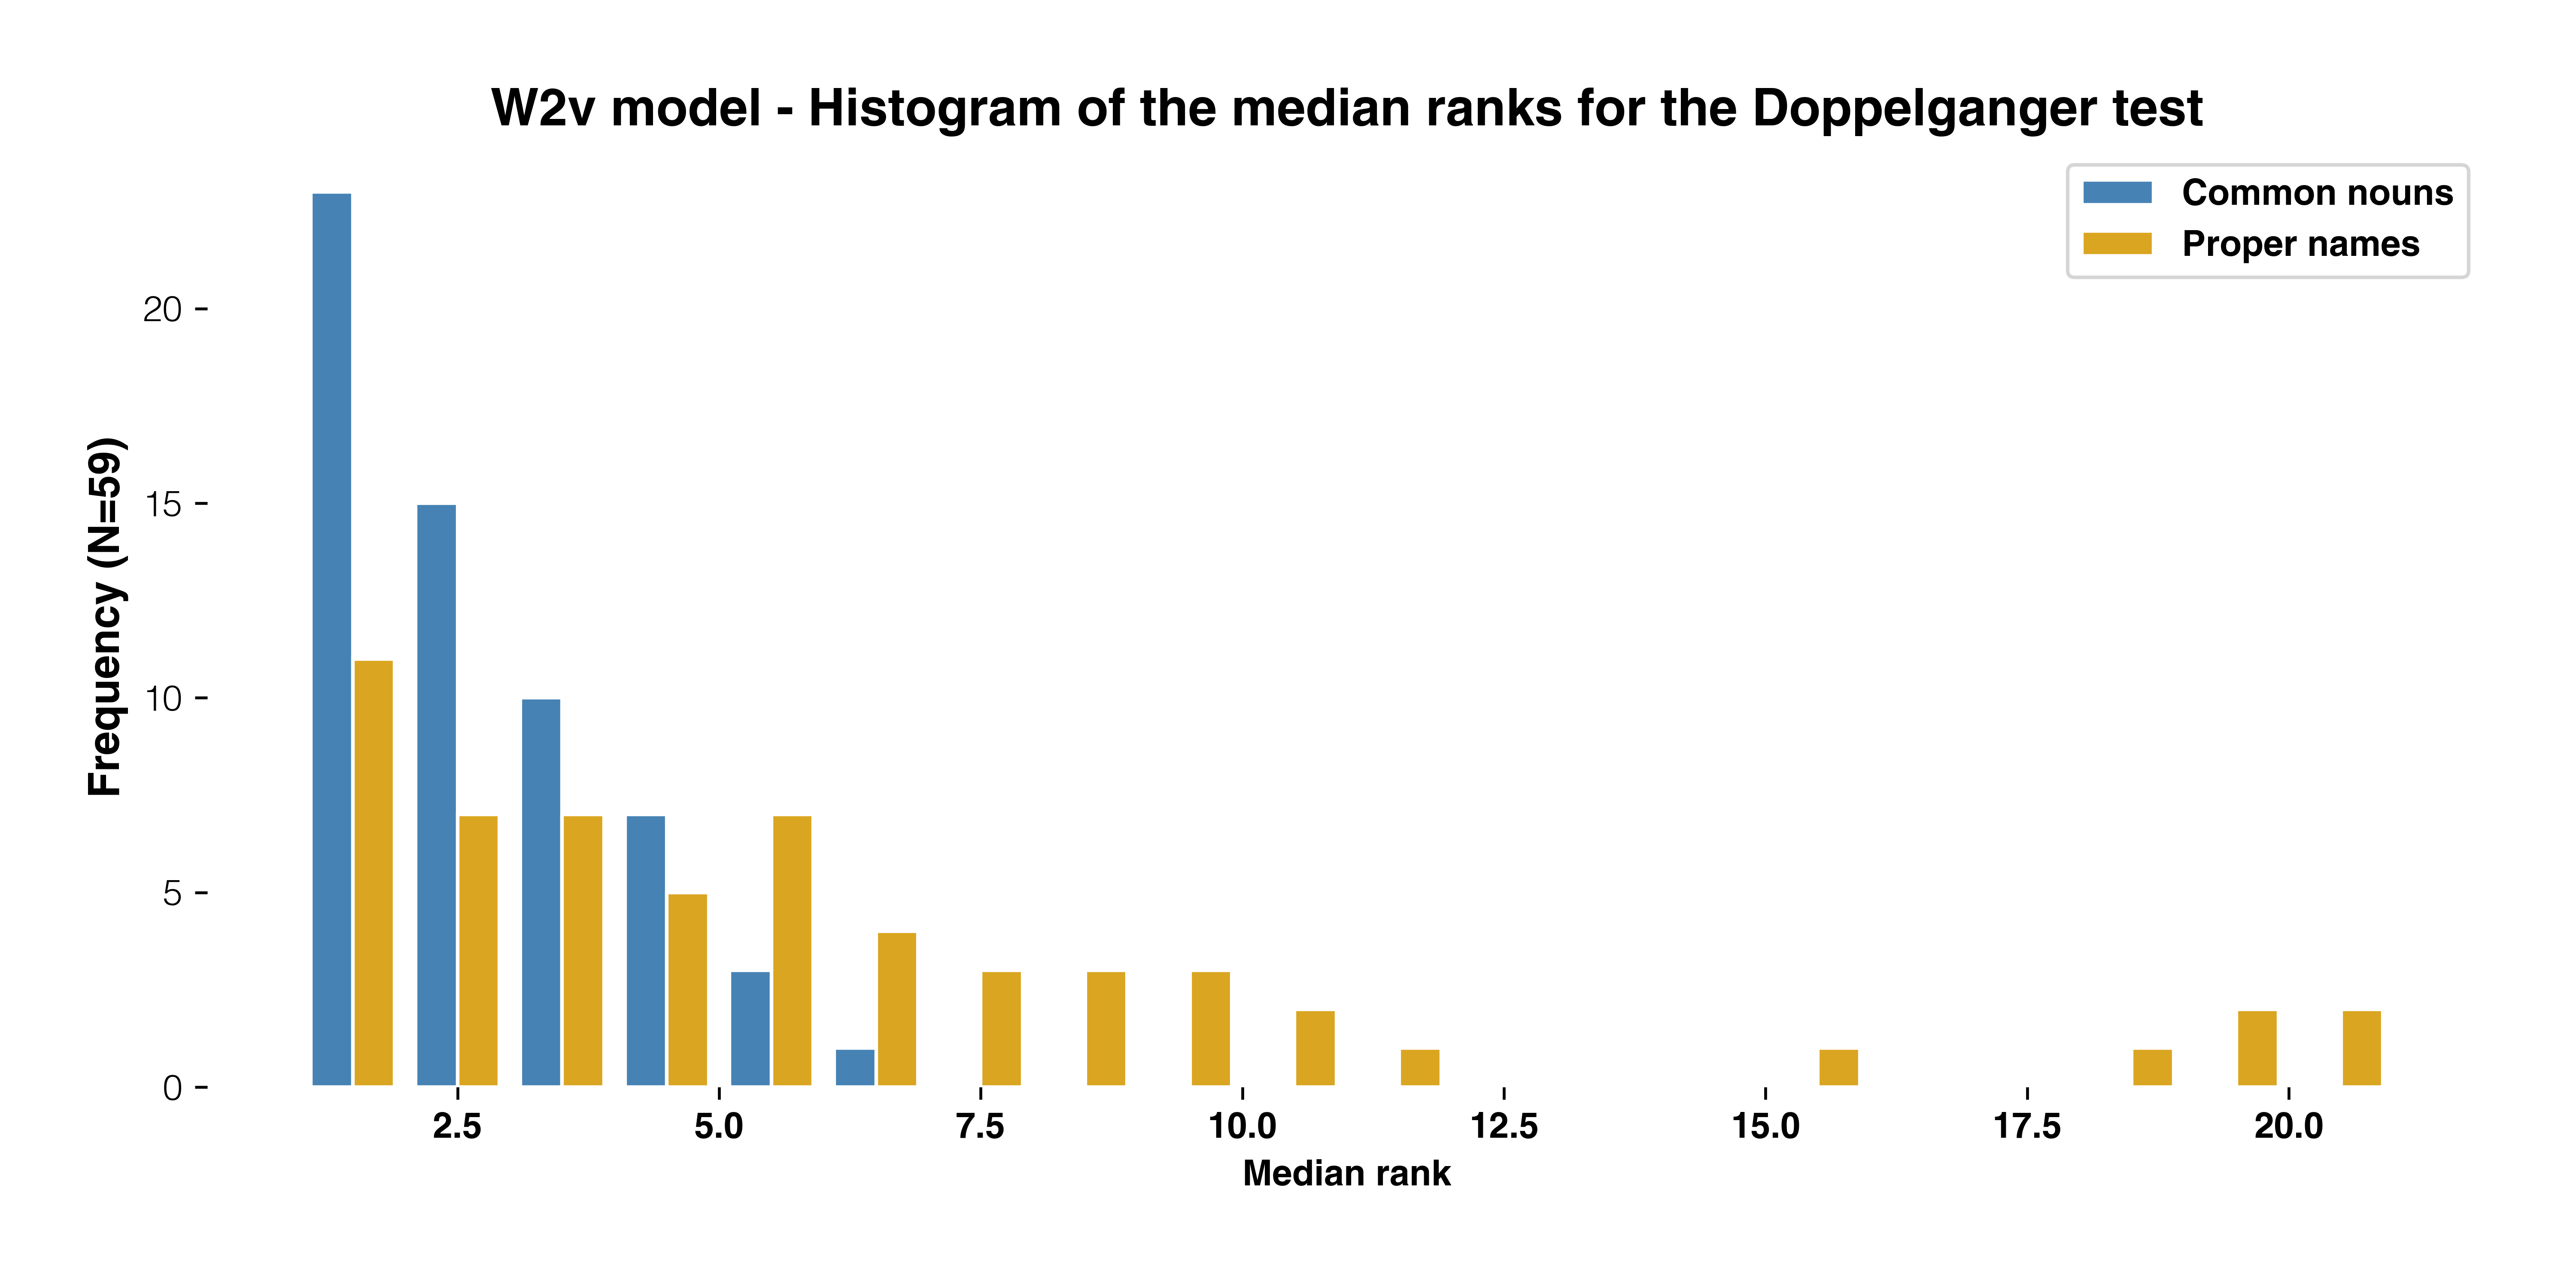 W2v model - Histogram of the median ranks for the Doppelganger test
Common nouns
Proper names
Frequency (N=59)
20
15
10
5
0
2.5 5.0 7.5 10.0 12.5 15.0 17.5 20.0
Median rank